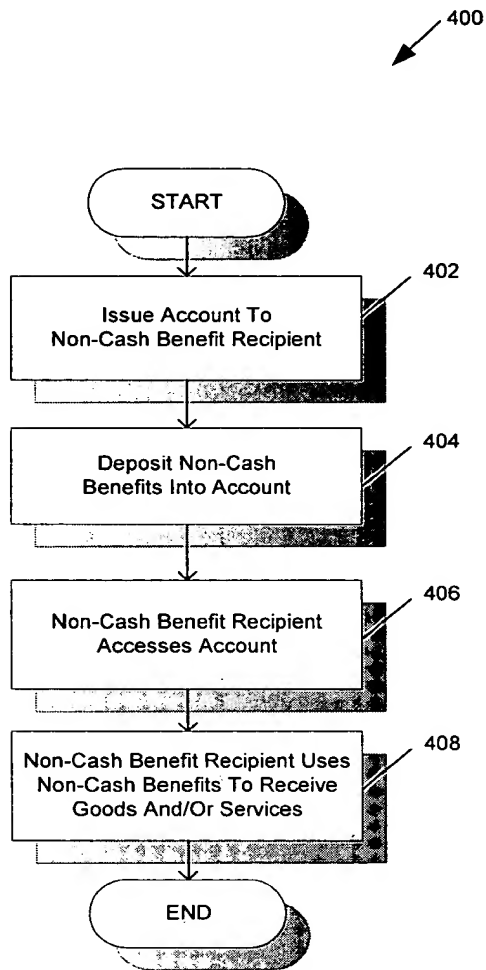 400
START
402
Issue Account To
Non-Cash Benefit Recipient
404
Deposit Non-Cash
Benefits Into Account
406
Non-Cash Benefit Recipient
Accesses Account
408
Non-Cash Benefit Recipient Uses
Non-Cash Benefits To Receive
Goods And/Or Services
END